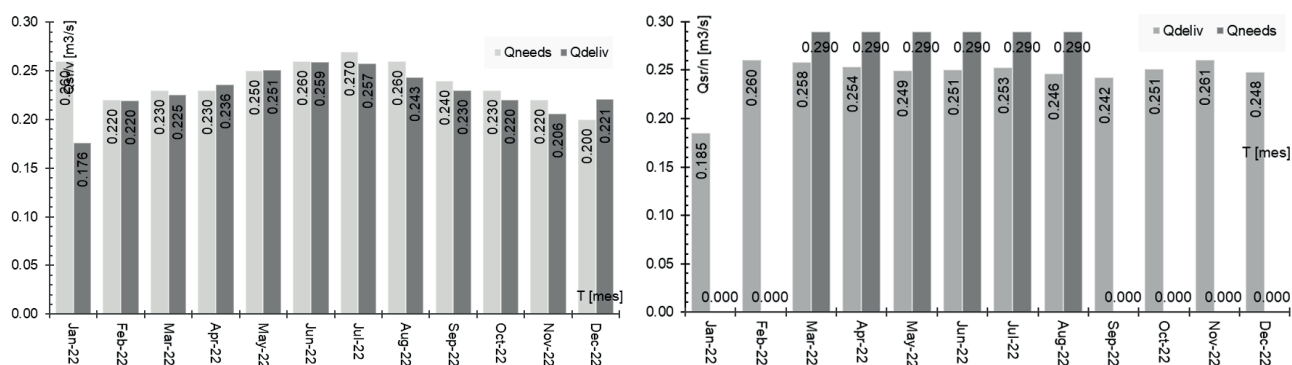 0.30
0.25
0.20
0.15
0.10
0.05
0.00
Qsr/v [m3/s]
Qneeds
Qdeliv
0.260
0.176
0.220
0.220
0.230
0.225
0.230
0.236
0.250
0.251
0.260
0.259
0.270
0.257
0.260
0.243
0.240
0.230
0.230
0.220
0.220
0.206
0.200
0.221
T [mes]
Jan-22
Feb-22
Mar-22
Apr-22
May-22
Jun-22
Jul-22
Aug-22
Sep-22
Oct-22
Nov-22
Dec-22
0.30
0.25
0.20
0.15
0.10
0.05
0.00
Qsr/n [m3/s]
Qdeliv
Qneeds
0.185
0.000
0.260
0.000
0.258
0.290
0.254
0.290
0.249
0.290
0.251
0.290
0.253
0.290
0.246
0.290
0.242
0.000
0.251
0.000
0.261
0.000
0.248
0.000
T [mes]
Jan-22
Feb-22
Mar-22
Apr-22
May-22
Jun-22
Jul-22
Aug-22
Sep-22
Oct-22
Nov-22
Dec-22